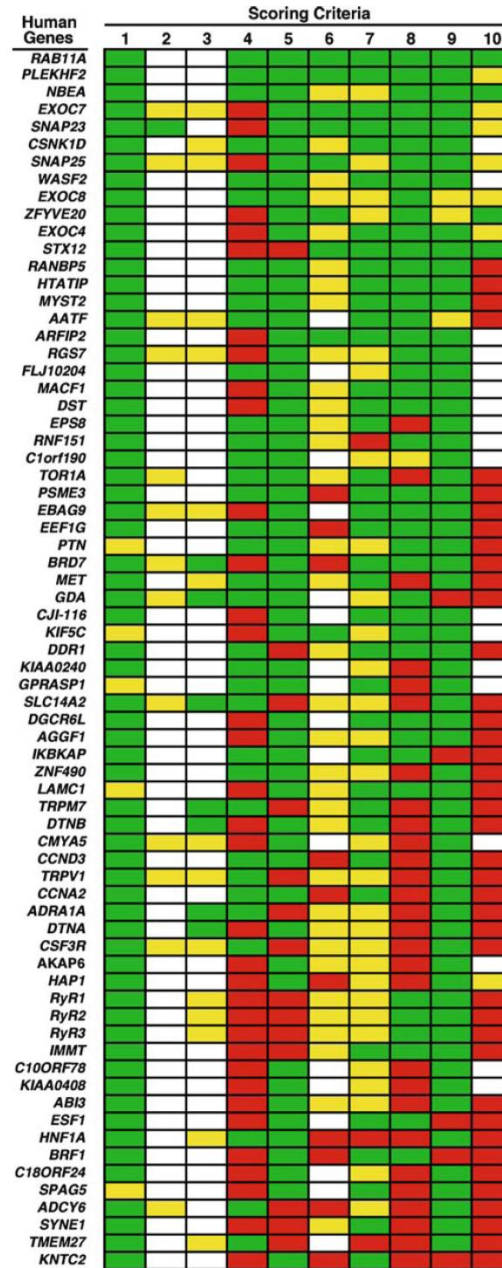 Scoring Criteria
Human
Genes
1 2 3 4 5 6 7 8 9 10
RAB11A
PLEKHF2
NBEA
EXOC7
SNAP23
CSNK1D
SNAP25
WASF2
EXOC8
ZFYVE20
EXOC4
STX12
RANBP5
HTATIP
MYST2
AATF
ARFIP2
RGS7
FLJ10204
MACF1
DST
EPS8
RNF151
C1orf190
TOR1A
PSME3
EBAG9
EEF1G
PTN
BRD7
MET
GDA
CJI-116
KIF5C
DDR1
KIAA0240
GPRASP1
SLC14A2
DGCR6L
AGGF1
IKBKAP
ZNF490
LAMC1
TRPM7
DTNB
CMYA5
CCND3
TRPV1
CCNA2
ADRA1A
DTNA
CSF3R
AKAP6
HAP1
RyR1
RyR2
RyR3
IMMT
C10ORF78
KIAA0408
ABI3
ESF1
HNF1A
BRF1
C18ORF24
SPAG5
ADCY6
SYNE1
TMEM27
KNTC2